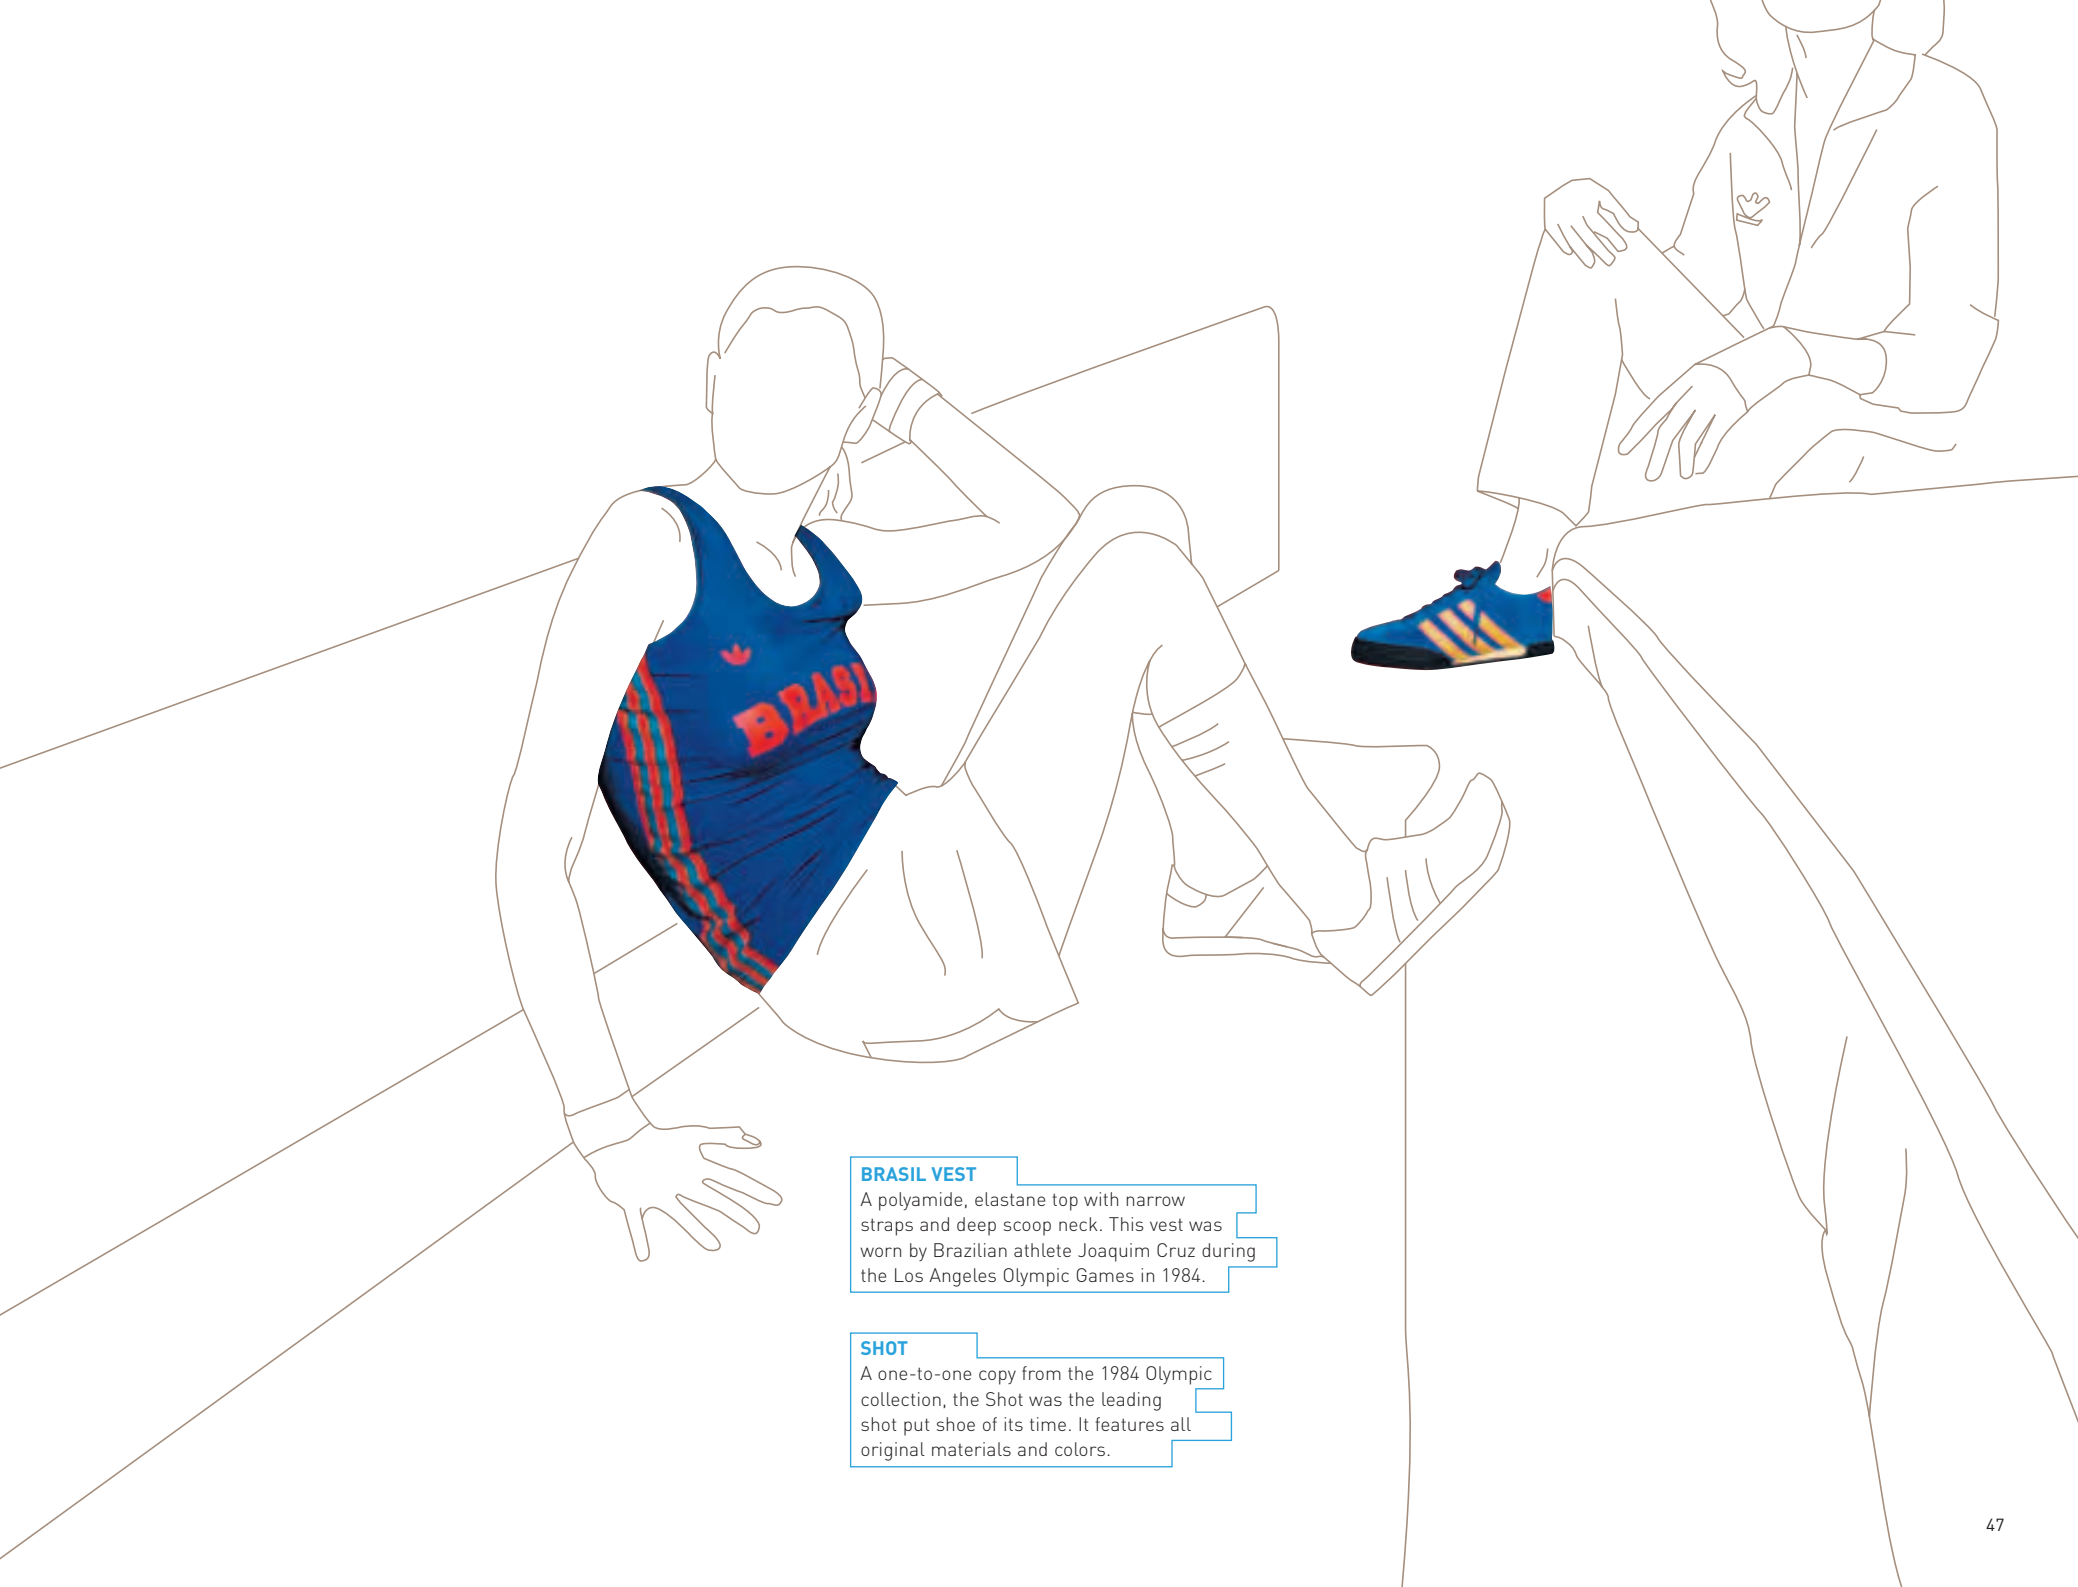 BRASI
BRASIL VEST
A polyamide, elastane top with narrow
straps and deep scoop neck. This vest was
worn by Brazilian athlete Joaquim Cruz during
the Los Angeles Olympic Games in 1984.
SHOT
A one-to-one copy from the 1984 Olympic
collection, the Shot was the leading
shot put shoe of its time. It features all
original materials and colors.
47